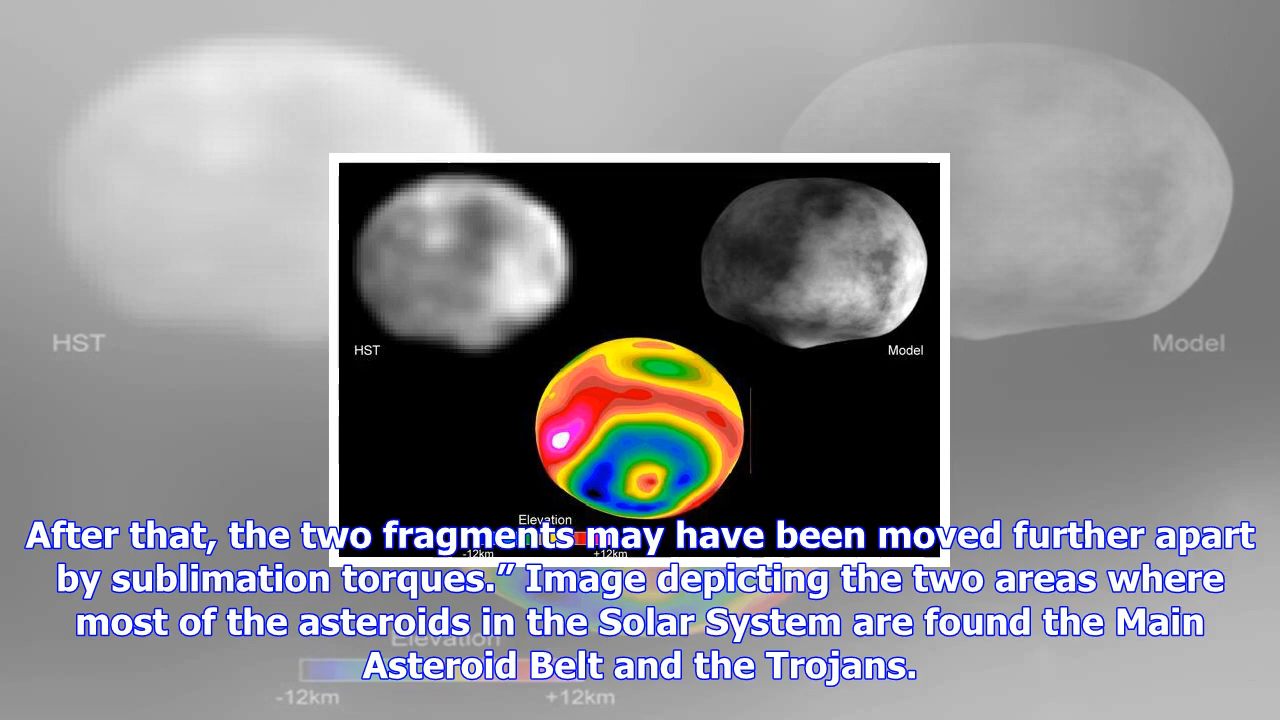 HST
Model
HST
Model
Elevation
-12km
+12km
After that, the two fragments may have been moved further apart
by sublimation torques.” Image depicting the two areas where
most of the asteroids in the Solar System are found the Main
Asteroid Belt and the Trojans.
Elevation
-12km
+12km